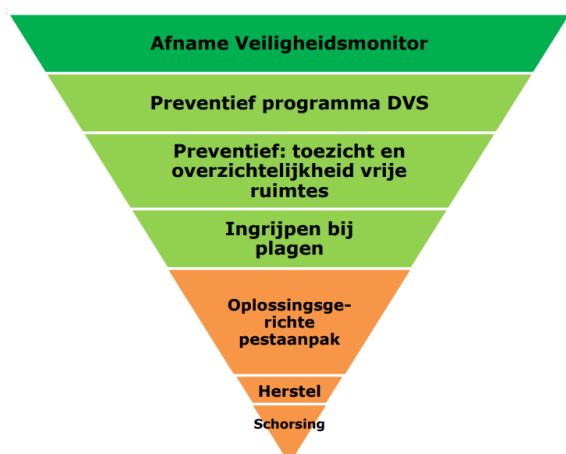 Afname Veiligheidsmonitor
Preventief programma DVS
Preventief: toezicht en
overzichtelijkheid vrije
ruimtes
Ingrijpen bij
plagen
Oplossingsge-
richte
pestaanpak
Herstel
Schorsing